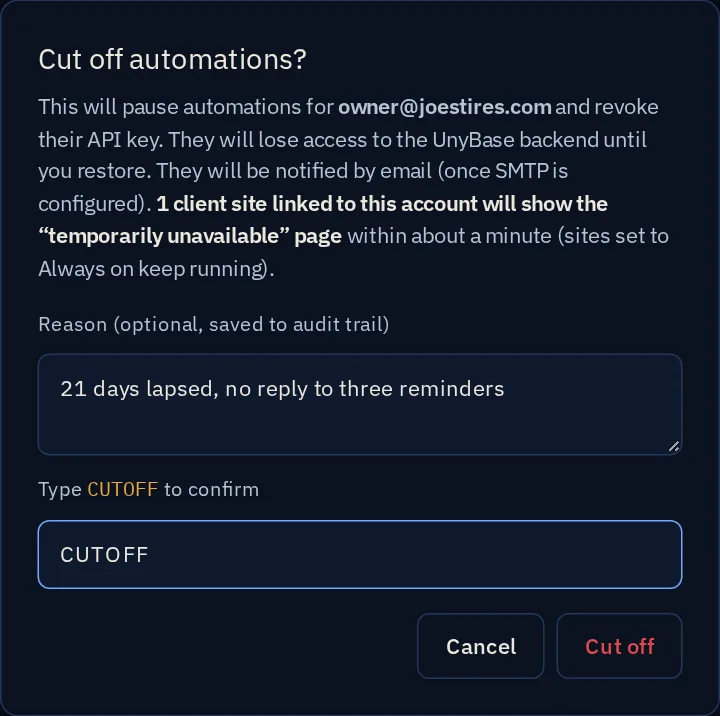 Cut off automations?
This will pause automations for owner@joestires.com and revoke
their API key. They will lose access to the UnyBase backend until
you restore. They will be notified by email (once SMTP is
configured). 1 client site linked to this account will show the
“temporarily unavailable” page within about a minute (sites set to
Always on keep running).
Reason (optional, saved to audit trail)
21 days lapsed, no reply to three reminders
Type CUTOFF to confirm
CUTOFF
Cancel
Cut off